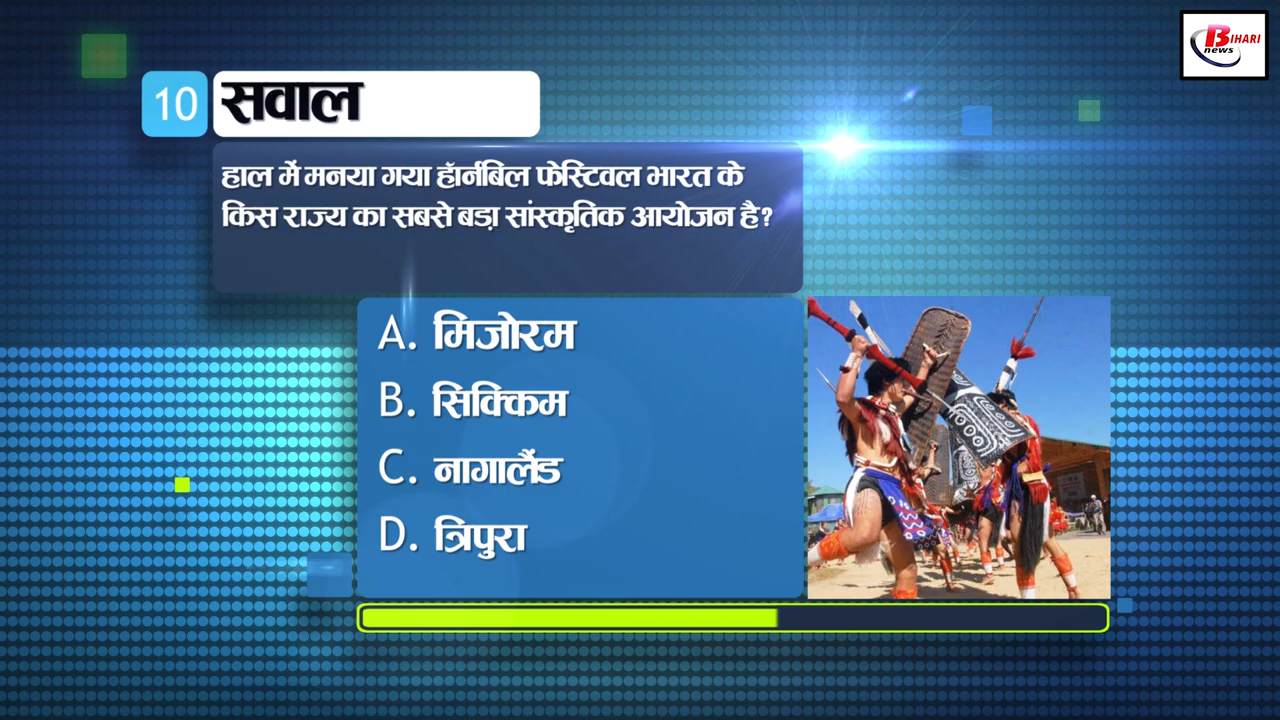 BIHARI
news
10 सवाल
हाल में मनया गया हॉर्नबिल फेस्टिवल भारत के
किस राज्य का सबसे बड़ा सांस्कृतिक आयोजन है?
A. मिजोरम
B. सिक्किम
C. नागालैंड
D. त्रिपुरा